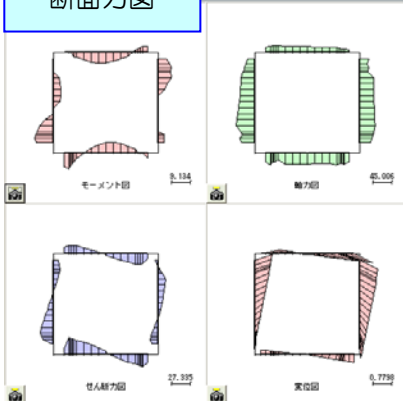 断面力図
モーメント図
9.134
軸力図
45.006
せん断力図
27.335
変位図
0.7798